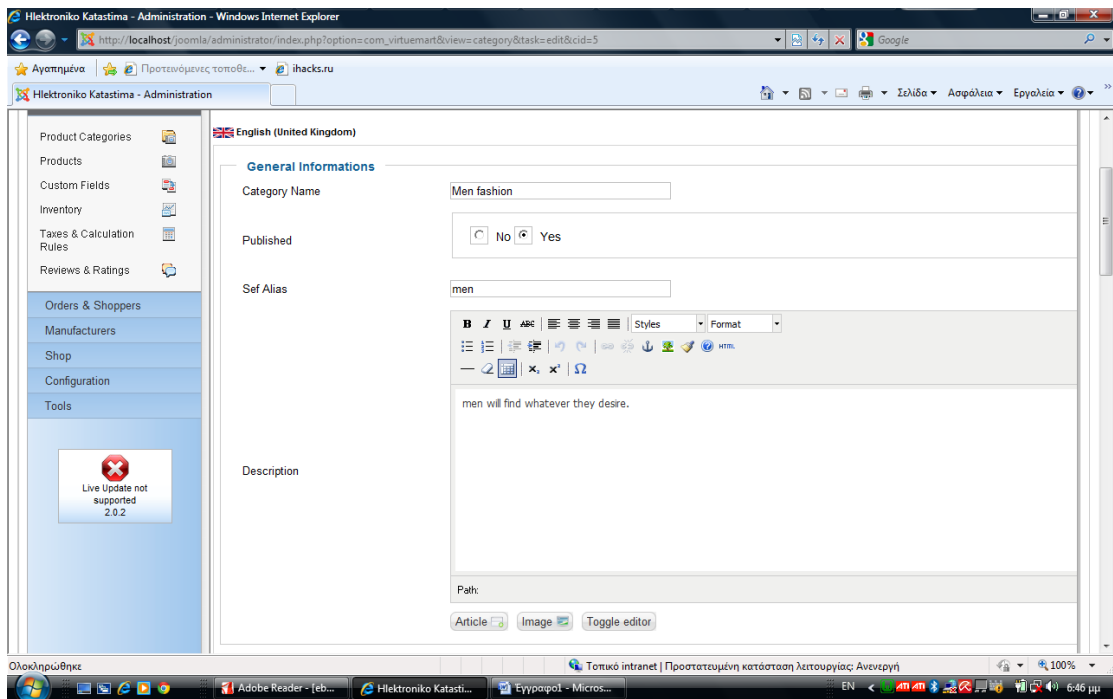 Hlektroniko Katastima - Administration - Windows Internet Explorer
http://localhost/joomla/administrator/index.php?option=com_virtuemart&view=category&task=edit&cid=5
Google
Αγαπημένα
Προτεινόμενες τοποθε...
ihacks.ru
Hlektroniko Katastima - Administration
Σελίδα
Ασφάλεια
Εργαλεία
Product Categories
Products
Custom Fields
Inventory
Taxes & Calculation
Rules
Reviews & Ratings
Orders & Shoppers
Manufacturers
Shop
Configuration
Tools
Live Update not
supported
2.0.2
English (United Kingdom)
General Informations
Category Name
Men fashion
Published
No
Yes
Sef Alias
men
B I U ABC
Styles
Format
HTML
x₂ x² Ω
men will find whatever they desire.
Description
Path:
Article
Image
Toggle editor
Ολοκληρώθηκε
Τοπικό intranet | Προστατευμένη κατάσταση λειτουργίας: Ανενεργή
100%
Adobe Reader - [eb...
Hlektroniko Katasti...
Έγγραφο1 - Micros...
EN
6:46 μμ